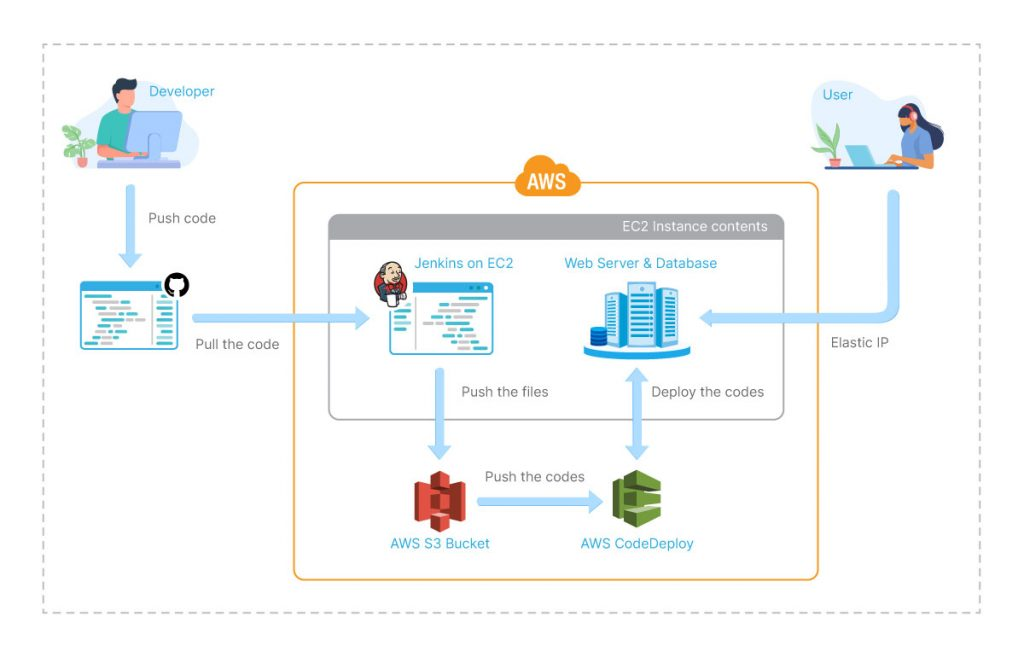 Developer
User
AWS
Push code
EC2 Instance contents
Jenkins on EC2
Web Server & Database
Pull the code
Elastic IP
Push the files
Deploy the codes
Push the codes
AWS S3 Bucket
AWS CodeDeploy